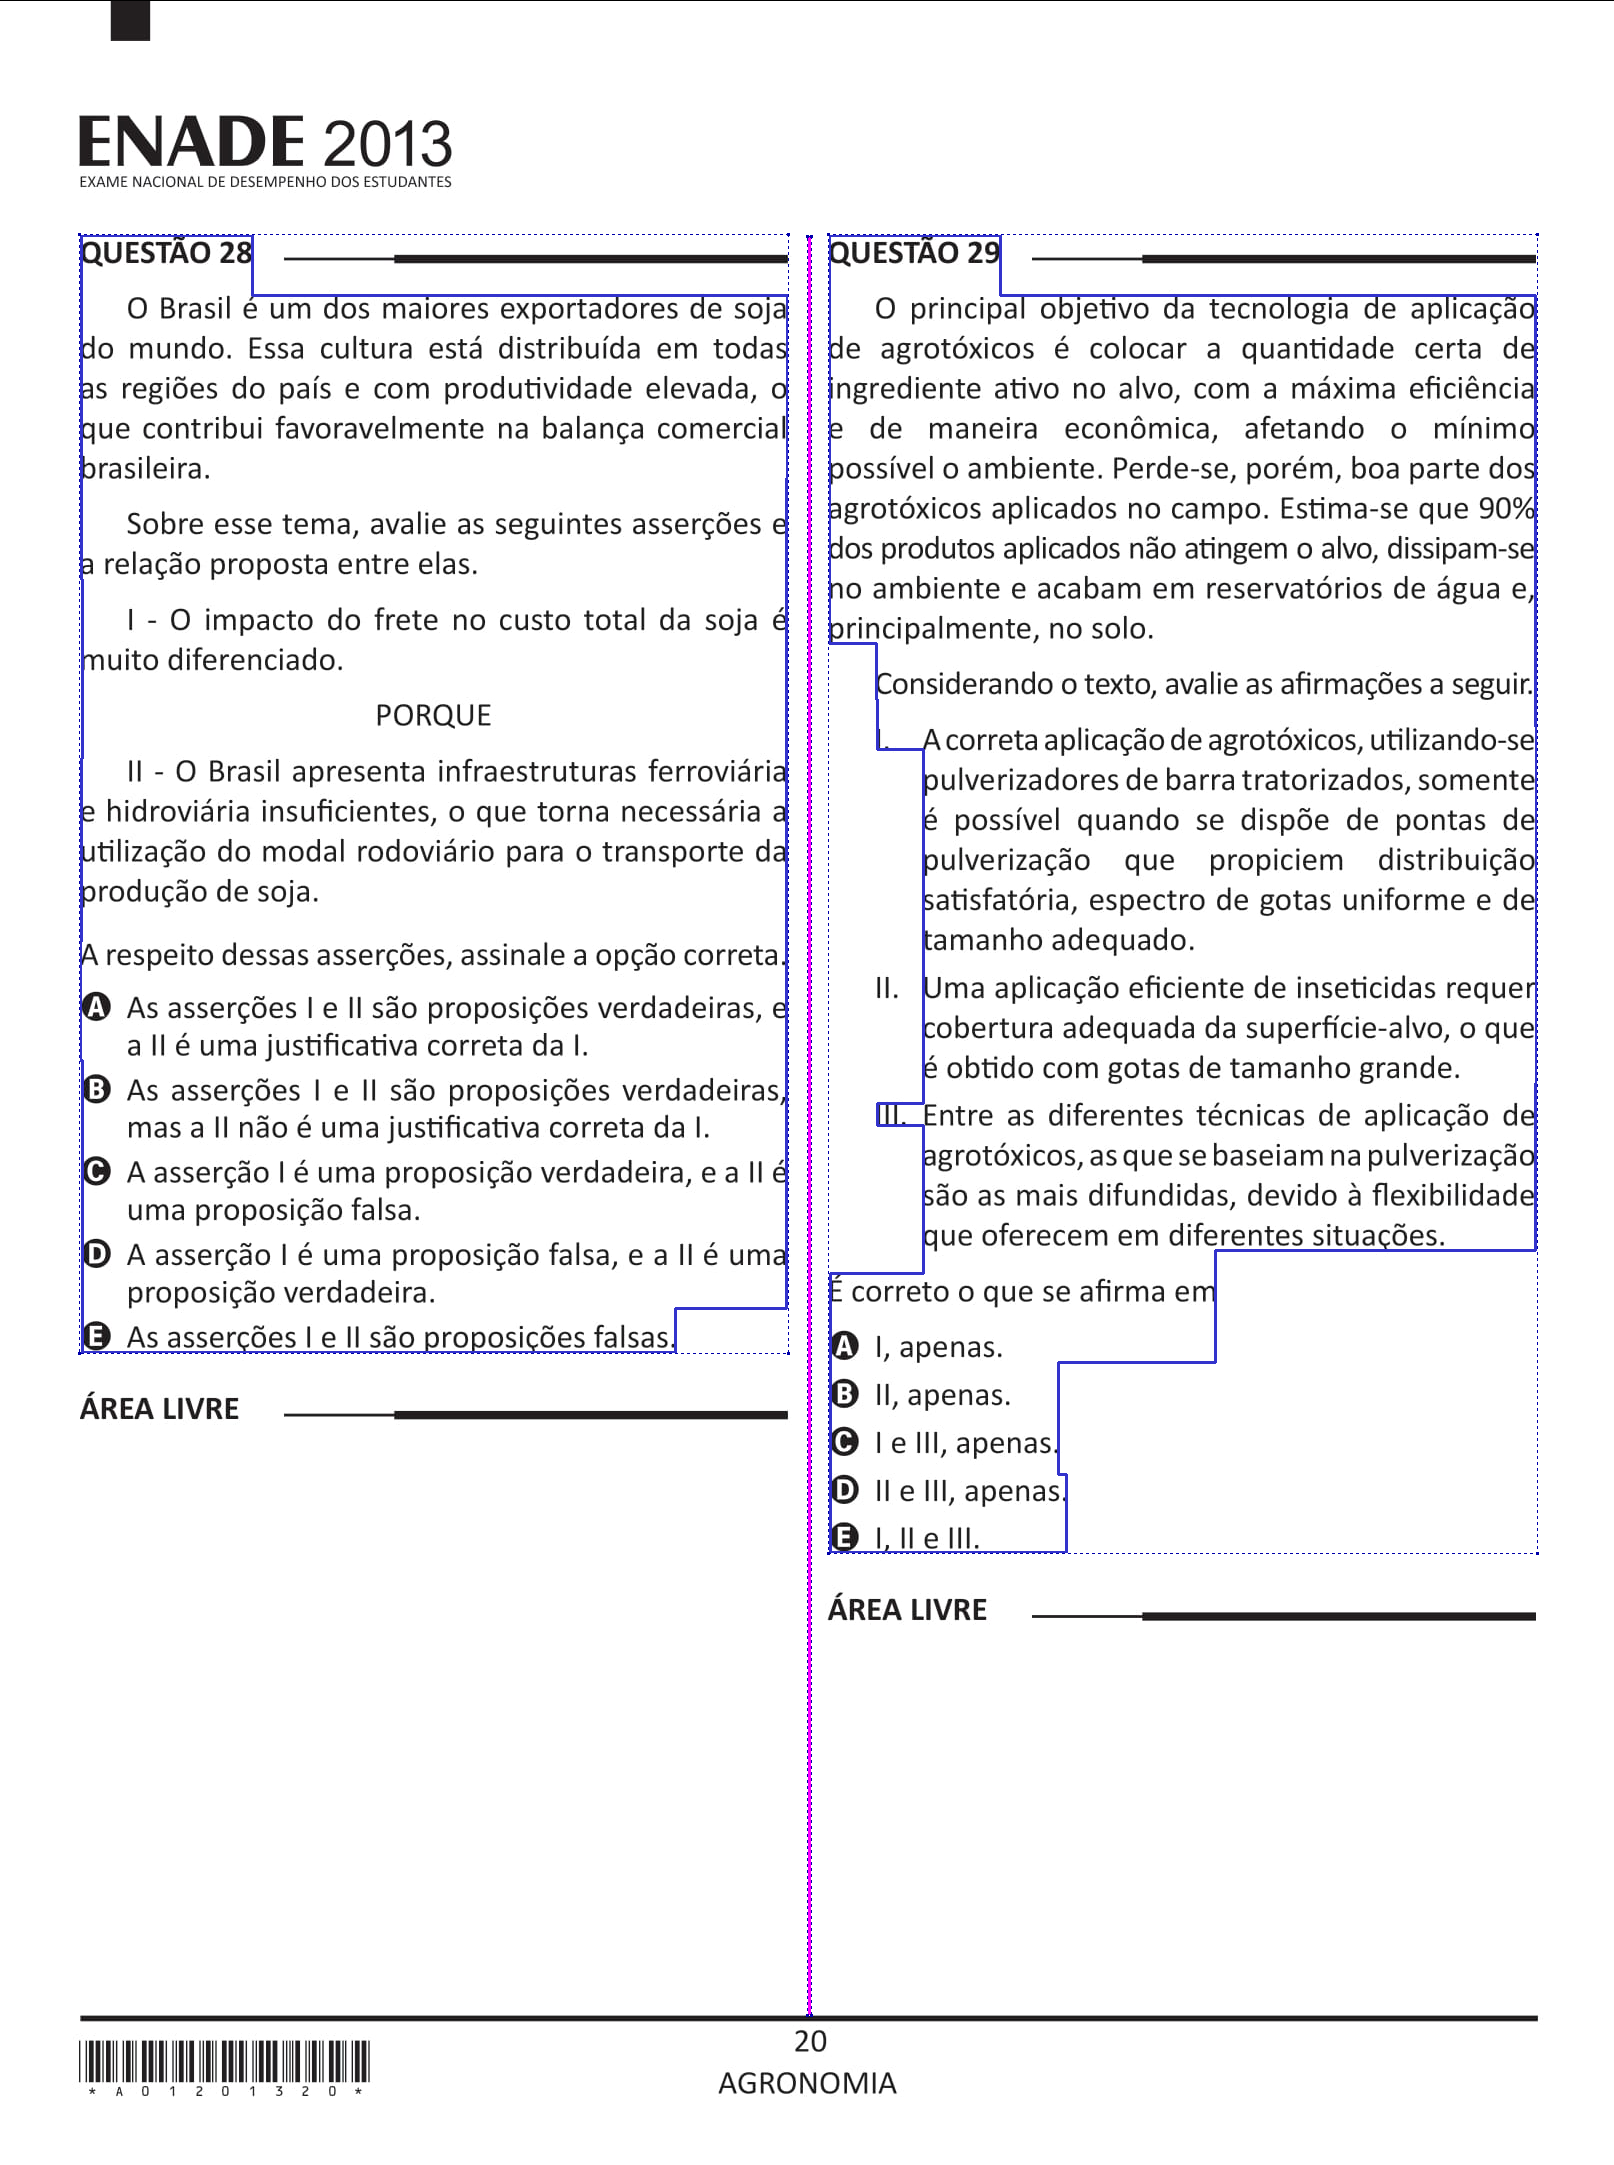 ENADE 2013
EXAME NACIONAL DE DESEMPENHO DOS ESTUDANTES
QUESTÃO 28
O Brasil é um dos maiores exportadores de soja
do mundo. Essa cultura está distribuída em todas
as regiões do país e com produtividade elevada, o
que contribui favoravelmente na balança comercial
brasileira.
Sobre esse tema, avalie as seguintes asserções e
a relação proposta entre elas.
I - O impacto do frete no custo total da soja é
muito diferenciado.
PORQUE
II - O Brasil apresenta infraestruturas ferroviária
e hidroviária insuficientes, o que torna necessária a
utilização do modal rodoviário para o transporte da
produção de soja.
A respeito dessas asserções, assinale a opção correta.
A As asserções I e II são proposições verdadeiras, e
a II é uma justificativa correta da I.
B As asserções I e II são proposições verdadeiras,
mas a II não é uma justificativa correta da I.
C A asserção I é uma proposição verdadeira, e a II é
uma proposição falsa.
D A asserção I é uma proposição falsa, e a II é uma
proposição verdadeira.
E As asserções I e II são proposições falsas.
ÁREA LIVRE
QUESTÃO 29
O principal objetivo da tecnologia de aplicação
de agrotóxicos é colocar a quantidade certa de
ingrediente ativo no alvo, com a máxima eficiência
e de maneira econômica, afetando o mínimo
possível o ambiente. Perde-se, porém, boa parte dos
agrotóxicos aplicados no campo. Estima-se que 90%
dos produtos aplicados não atingem o alvo, dissipam-se
no ambiente e acabam em reservatórios de água e,
principalmente, no solo.
Considerando o texto, avalie as afirmações a seguir.
I. A correta aplicação de agrotóxicos, utilizando-se
pulverizadores de barra tratorizados, somente
é possível quando se dispõe de pontas de
pulverização que propiciem distribuição
satisfatória, espectro de gotas uniforme e de
tamanho adequado.
II. Uma aplicação eficiente de inseticidas requer
cobertura adequada da superfície-alvo, o que
é obtido com gotas de tamanho grande.
III. Entre as diferentes técnicas de aplicação de
agrotóxicos, as que se baseiam na pulverização
são as mais difundidas, devido à flexibilidade
que oferecem em diferentes situações.
É correto o que se afirma em
A I, apenas.
B II, apenas.
C I e III, apenas.
D II e III, apenas.
E I, II e III.
ÁREA LIVRE
20
AGRONOMIA
*A01201320*